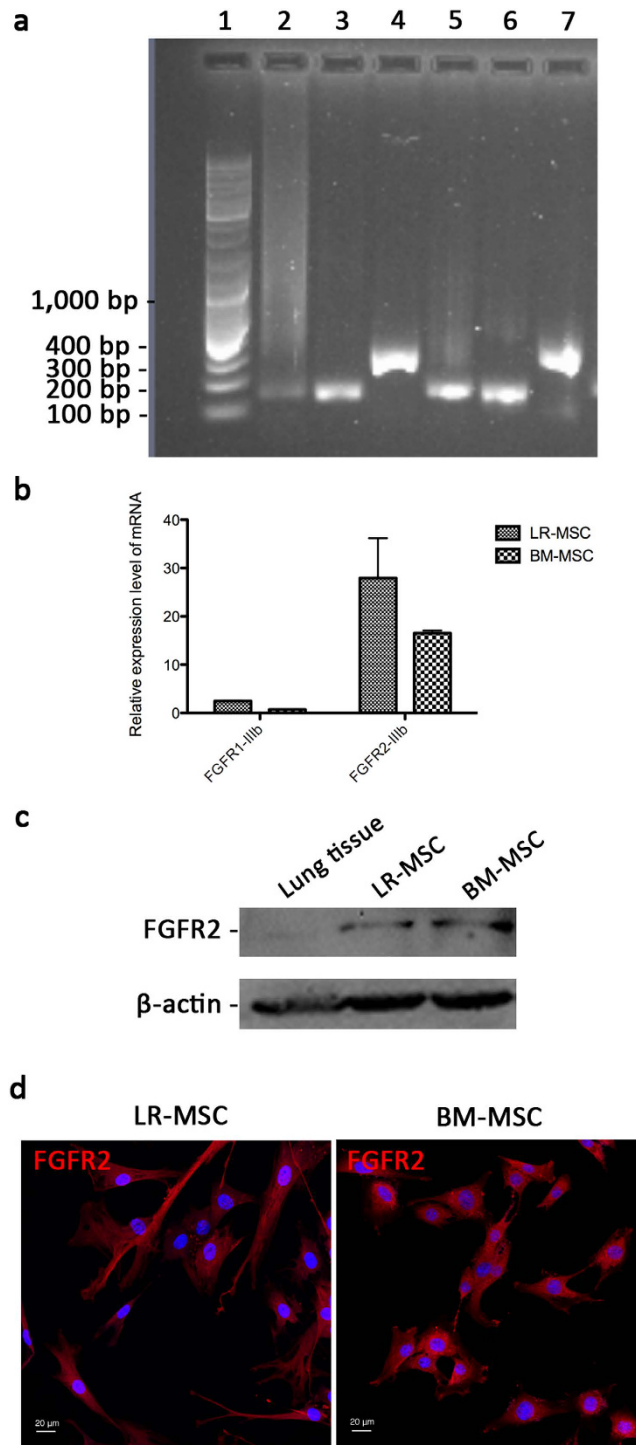 a
1 2 3 4 5 6 7
1,000 bp -
400 bp -
300 bp -
200 bp -
100 bp -
b
Relative expression level of mRNA
40
30
20
10
0
FGFR1-IIIb
FGFR2-IIIb
LR-MSC
BM-MSC
c
Lung tissue
LR-MSC
BM-MSC
FGFR2 -
β-actin -
d
LR-MSC
BM-MSC
FGFR2
FGFR2
20 µm
20 µm